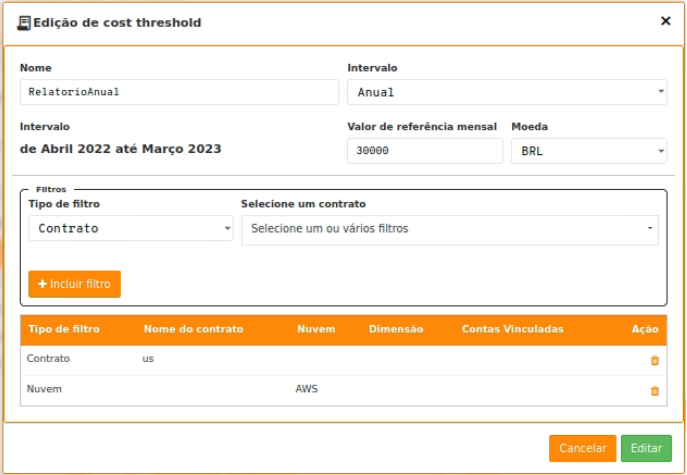 Edição de cost threshold ×
Nome Intervalo
RelatorioAnual Anual
Intervalo Valor de referência mensal Moeda
de Abril 2022 até Março 2023 30000 BRL
Filtros
Tipo de filtro Selecione um contrato
Contrato Selecione um ou vários filtros
+ Incluir filtro
Tipo de filtro Nome do contrato Nuvem Dimensão Contas Vinculadas Ação
Contrato us
Nuvem AWS
Cancelar Editar